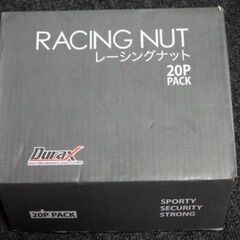 RACING NUT
レーシングナット
20P
PACK
DuraX
20P PACK
SPORTY
SECURITY
STRONG